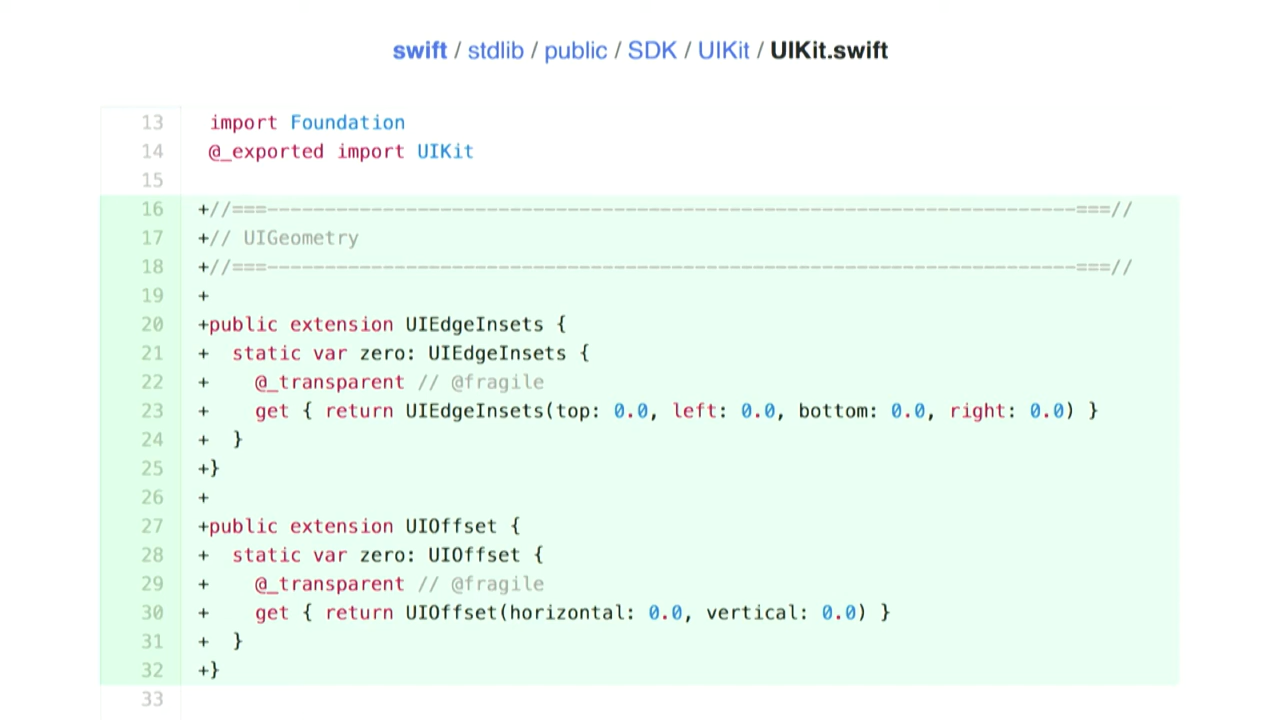 swift / stdlib / public / SDK / UIKit / UIKit.swift
13 import Foundation
14 @_exported import UIKit
15
16 +//===----------------------------------------------------------------------===//
17 +// UIGeometry
18 +//===----------------------------------------------------------------------===//
19 +
20 +public extension UIEdgeInsets {
21 +  static var zero: UIEdgeInsets {
22 +    @_transparent // @fragile
23 +    get { return UIEdgeInsets(top: 0.0, left: 0.0, bottom: 0.0, right: 0.0) }
24 +  }
25 +}
26 +
27 +public extension UIOffset {
28 +  static var zero: UIOffset {
29 +    @_transparent // @fragile
30 +    get { return UIOffset(horizontal: 0.0, vertical: 0.0) }
31 +  }
32 +}
33